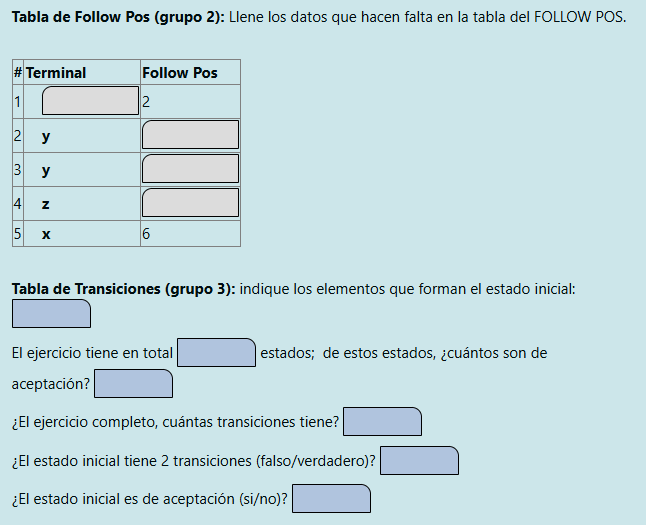 Tabla de Follow Pos (grupo 2): Llene los datos que hacen falta en la tabla del FOLLOW POS.
# Terminal Follow Pos
1 2
2 y
3 y
4 z
5 x 6
Tabla de Transiciones (grupo 3): indique los elementos que forman el estado inicial:
El ejercicio tiene en total estados; de estos estados, ¿cuántos son de
aceptación?
¿El ejercicio completo, cuántas transiciones tiene?
¿El estado inicial tiene 2 transiciones (falso/verdadero)?
¿El estado inicial es de aceptación (si/no)?